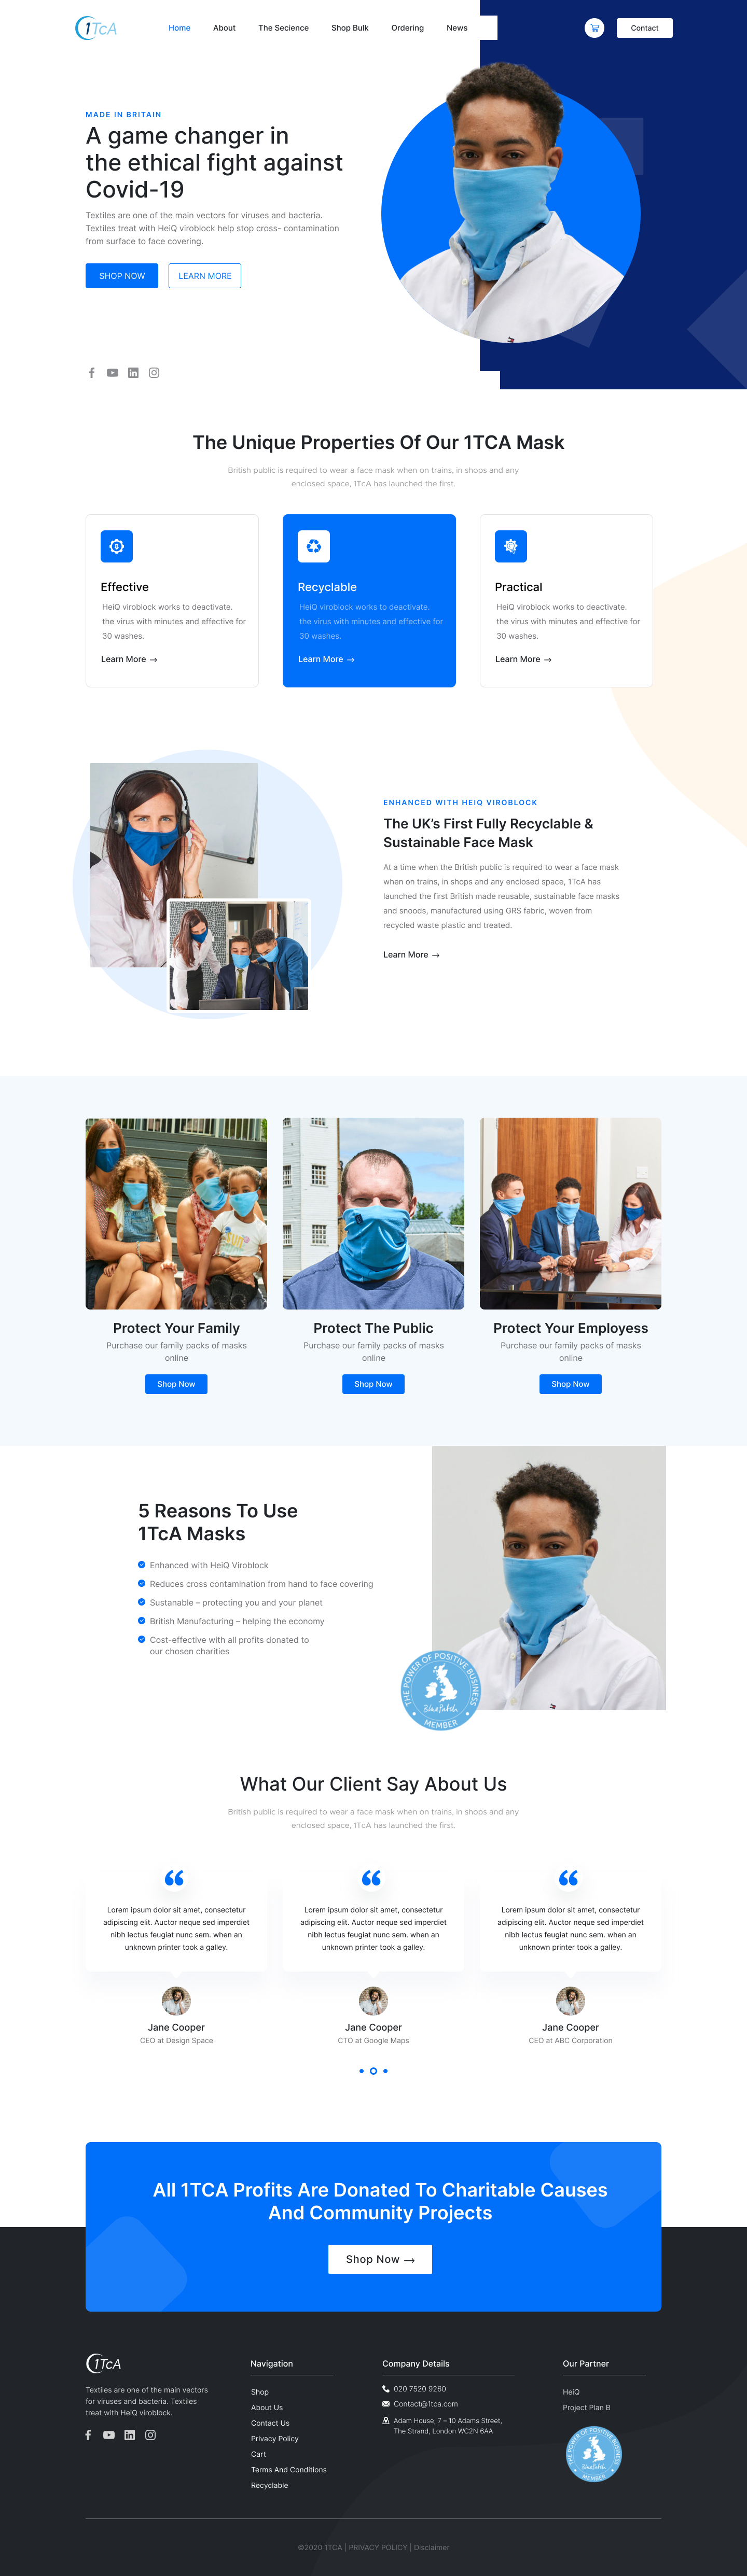 1TcA
Home About The Secience Shop Bulk Ordering News
Contact
MADE IN BRITAIN
A game changer in
the ethical fight against
Covid-19
Textiles are one of the main vectors for viruses and bacteria.
Textiles treat with HeiQ viroblock help stop cross- contamination
from surface to face covering.
SHOP NOW LEARN MORE
The Unique Properties Of Our 1TCA Mask
British public is required to wear a face mask when on trains, in shops and any
enclosed space, 1TcA has launched the first.
Effective
HeiQ viroblock works to deactivate.
the virus with minutes and effective for
30 washes.
Learn More →
Recyclable
HeiQ viroblock works to deactivate.
the virus with minutes and effective for
30 washes.
Learn More →
Practical
HeiQ viroblock works to deactivate.
the virus with minutes and effective for
30 washes.
Learn More →
ENHANCED WITH HEIQ VIROBLOCK
The UK's First Fully Recyclable &
Sustainable Face Mask
At a time when the British public is required to wear a face mask
when on trains, in shops and any enclosed space, 1TcA has
launched the first British made reusable, sustainable face masks
and snoods, manufactured using GRS fabric, woven from
recycled waste plastic and treated.
Learn More →
Protect Your Family
Purchase our family packs of masks
online
Shop Now
Protect The Public
Purchase our family packs of masks
online
Shop Now
Protect Your Employess
Purchase our family packs of masks
online
Shop Now
5 Reasons To Use
1TcA Masks
Enhanced with HeiQ Viroblock
Reduces cross contamination from hand to face covering
Sustanable – protecting you and your planet
British Manufacturing – helping the economy
Cost-effective with all profits donated to
our chosen charities
THE POWER OF POSITIVE BUSINESS
BluePatch
MEMBER
What Our Client Say About Us
British public is required to wear a face mask when on trains, in shops and any
enclosed space, 1TcA has launched the first.
Lorem ipsum dolor sit amet, consectetur
adipiscing elit. Auctor neque sed imperdiet
nibh lectus feugiat nunc sem. when an
unknown printer took a galley.
Jane Cooper
CEO at Design Space
Lorem ipsum dolor sit amet, consectetur
adipiscing elit. Auctor neque sed imperdiet
nibh lectus feugiat nunc sem. when an
unknown printer took a galley.
Jane Cooper
CTO at Google Maps
Lorem ipsum dolor sit amet, consectetur
adipiscing elit. Auctor neque sed imperdiet
nibh lectus feugiat nunc sem. when an
unknown printer took a galley.
Jane Cooper
CEO at ABC Corporation
All 1TCA Profits Are Donated To Charitable Causes
And Community Projects
Shop Now →
1TcA
Textiles are one of the main vectors
for viruses and bacteria. Textiles
treat with HeiQ viroblock.
Navigation
Shop
About Us
Contact Us
Privacy Policy
Cart
Terms And Conditions
Recyclable
Company Details
020 7520 9260
Contact@1tca.com
Adam House, 7 – 10 Adams Street,
The Strand, London WC2N 6AA
Our Partner
HeiQ
Project Plan B
THE POWER OF POSITIVE BUSINESS
BluePatch
MEMBER
©2020 1TCA | PRIVACY POLICY | Disclaimer